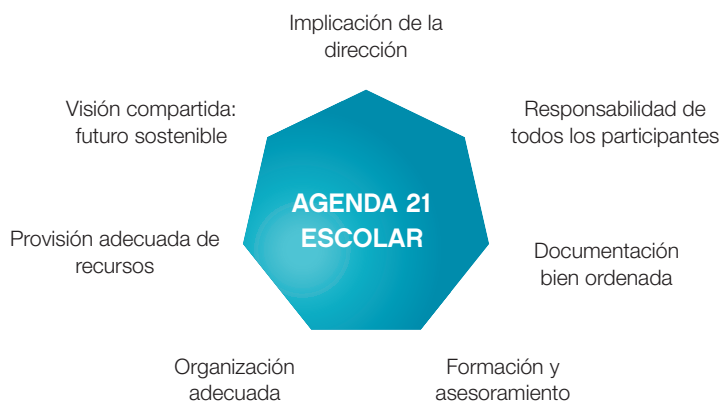 Implicación de la
dirección
Visión compartida:
futuro sostenible
Responsabilidad de
todos los participantes
AGENDA 21
ESCOLAR
Provisión adecuada de
recursos
Documentación
bien ordenada
Organización
adecuada
Formación y
asesoramiento